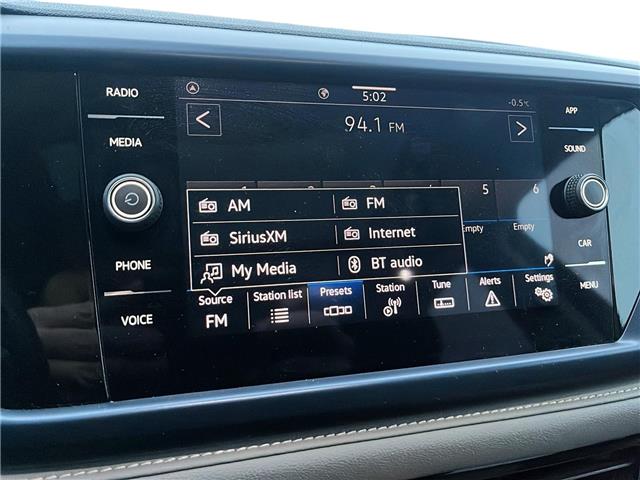 RADIO
MEDIA
PHONE
VOICE
5:02
-0.5°C
94.1 FM
5 6
Empty Empty
AM FM
SiriusXM Internet
My Media BT audio
Source Station list Presets Station Tune Alerts Settings
FM
APP
SOUND
CAR
MENU